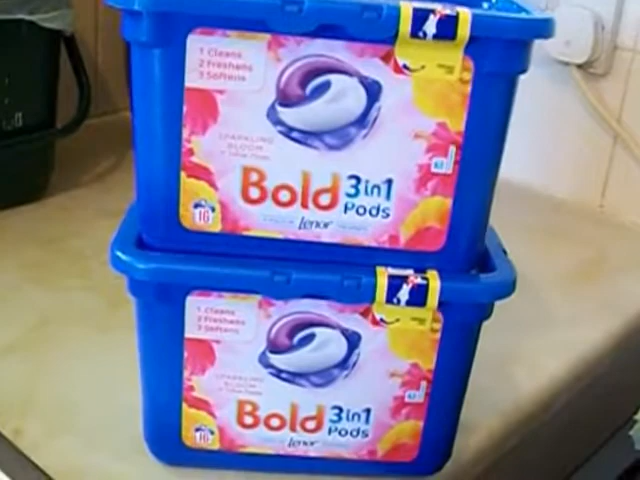 1 Cleans
2 Freshens
3 Softens
SPARKLING
BLOOM
Bold 3in1
Pods
16
Lenor
1 Cleans
2 Freshens
3 Softens
SPARKLING
BLOOM
Bold 3in1
Pods
16
Lenor